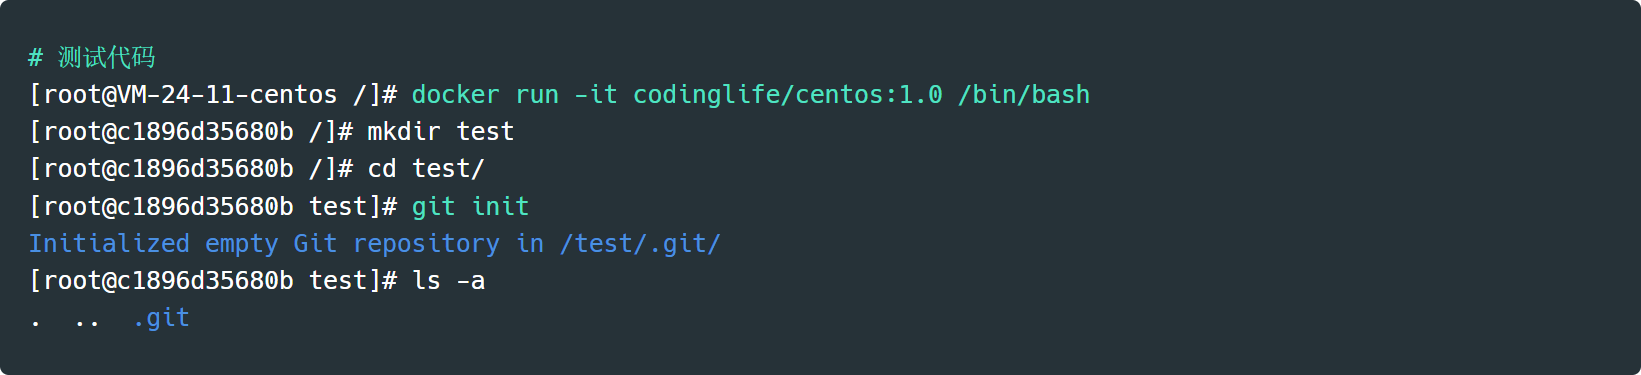 # 测试代码
[root@VM-24-11-centos /]# docker run -it codinglife/centos:1.0 /bin/bash
[root@c1896d35680b /]# mkdir test
[root@c1896d35680b /]# cd test/
[root@c1896d35680b test]# git init
Initialized empty Git repository in /test/.git/
[root@c1896d35680b test]# ls -a
.  ..  .git